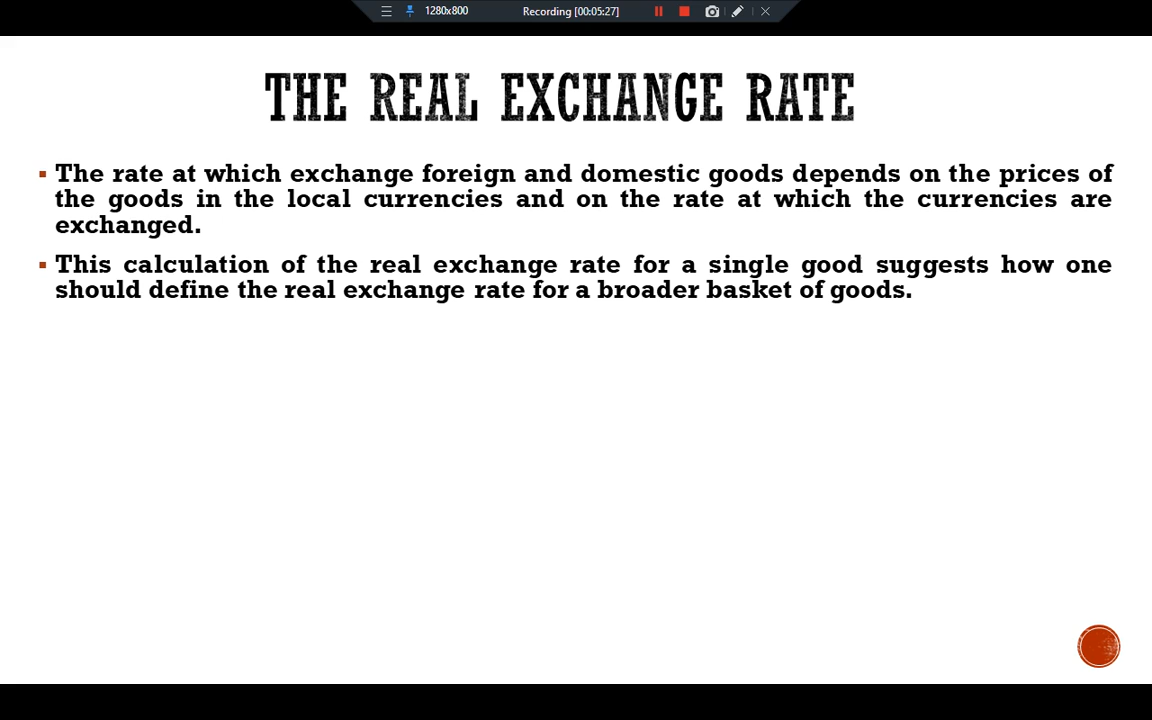 1280x800 Recording [00:05:27]
THE REAL EXCHANGE RATE
The rate at which exchange foreign and domestic goods depends on the prices of
the goods in the local currencies and on the rate at which the currencies are
exchanged.
This calculation of the real exchange rate for a single good suggests how one
should define the real exchange rate for a broader basket of goods.